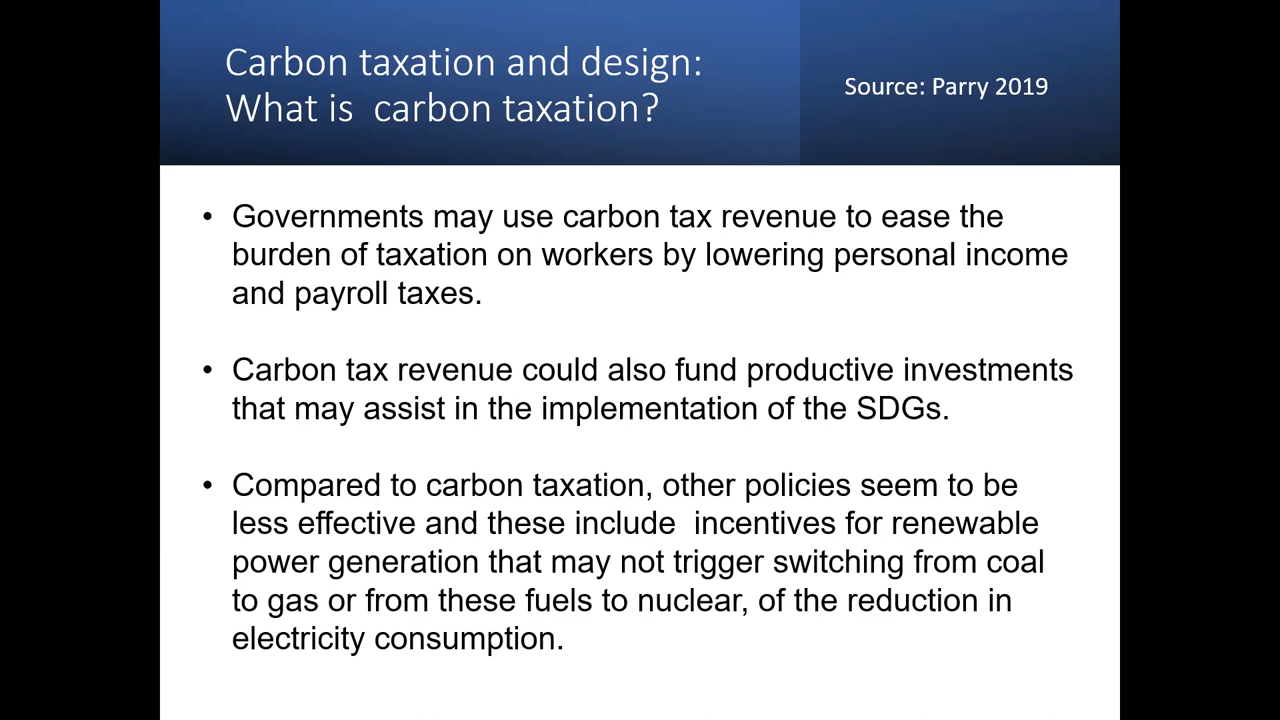 Carbon taxation and design:
What is  carbon taxation?
Source: Parry 2019
• Governments may use carbon tax revenue to ease the
burden of taxation on workers by lowering personal income
and payroll taxes.
• Carbon tax revenue could also fund productive investments
that may assist in the implementation of the SDGs.
• Compared to carbon taxation, other policies seem to be
less effective and these include  incentives for renewable
power generation that may not trigger switching from coal
to gas or from these fuels to nuclear, of the reduction in
electricity consumption.